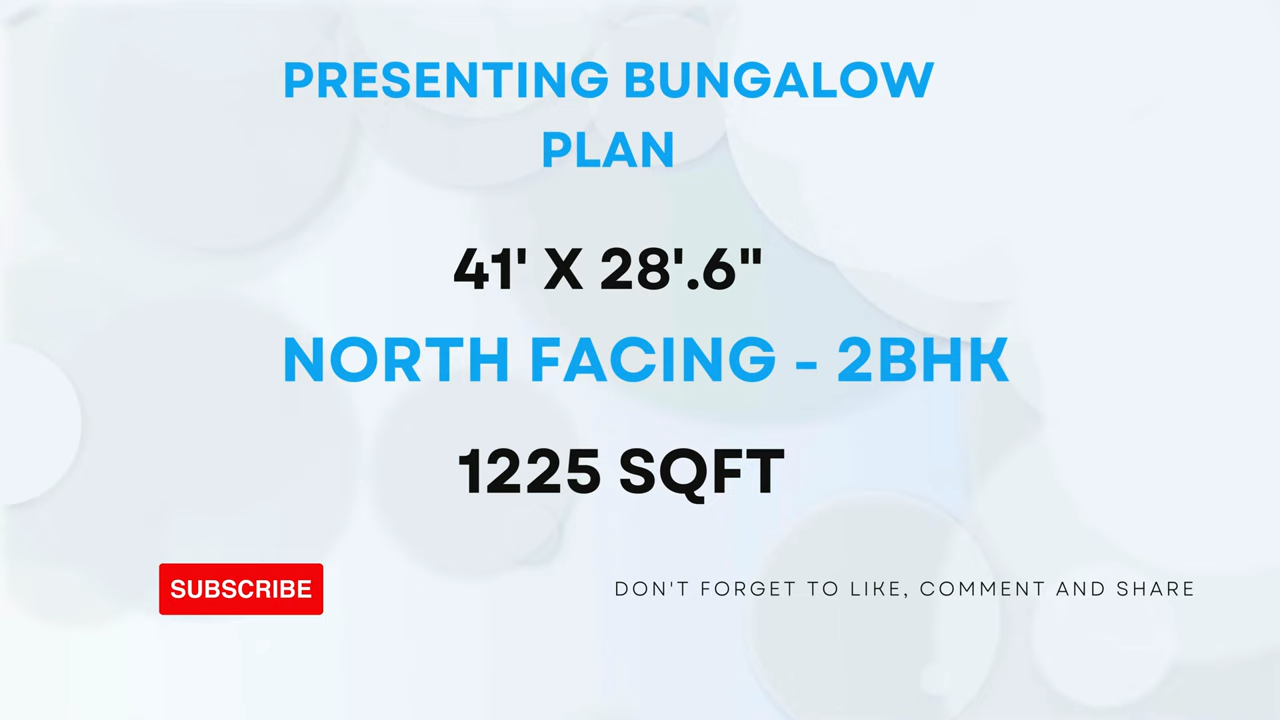 PRESENTING BUNGALOW
PLAN
41' X 28'.6"
NORTH FACING - 2BHK
1225 SQFT
SUBSCRIBE
DON'T FORGET TO LIKE, COMMENT AND SHARE